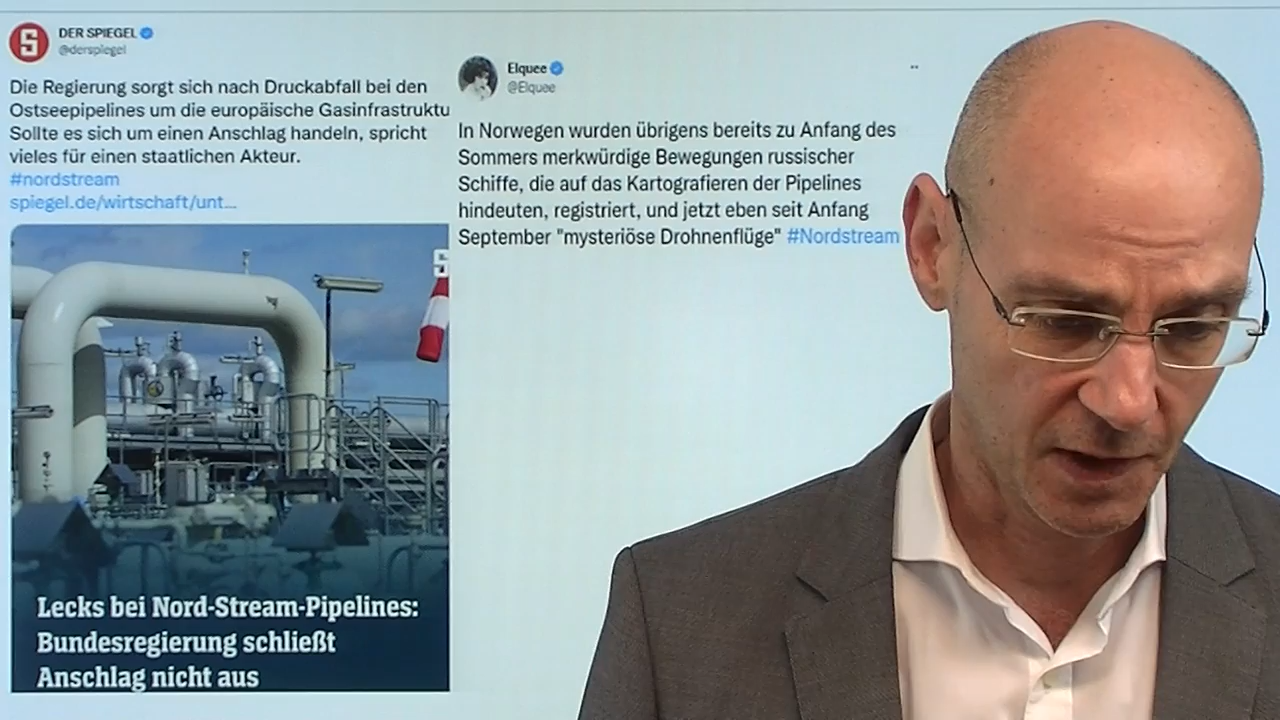 DER SPIEGEL
@derspiegel
Die Regierung sorgt sich nach Druckabfall bei den
Ostseepipelines um die europäische Gasinfrastruktu
Sollte es sich um einen Anschlag handeln, spricht
vieles für einen staatlichen Akteur.
#nordstream
spiegel.de/wirtschaft/unt...
Lecks bei Nord-Stream-Pipelines:
Bundesregierung schließt
Anschlag nicht aus
Elquee
@Elquee
In Norwegen wurden übrigens bereits zu Anfang des
Sommers merkwürdige Bewegungen russischer
Schiffe, die auf das Kartografieren der Pipelines
hindeuten, registriert, und jetzt eben seit Anfang
September "mysteriöse Drohnenflüge" #Nordstream